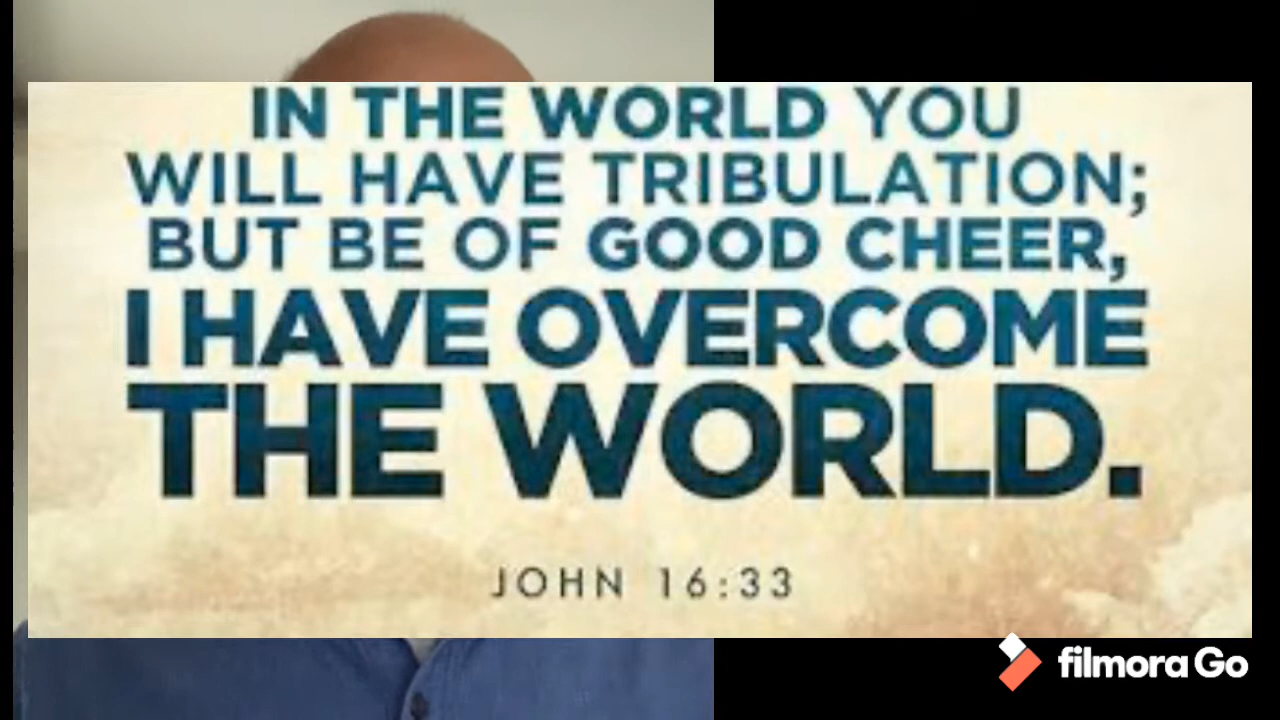 IN THE WORLD YOU
WILL HAVE TRIBULATION;
BUT BE OF GOOD CHEER,
I HAVE OVERCOME
THE WORLD.
JOHN 16:33
filmora Go